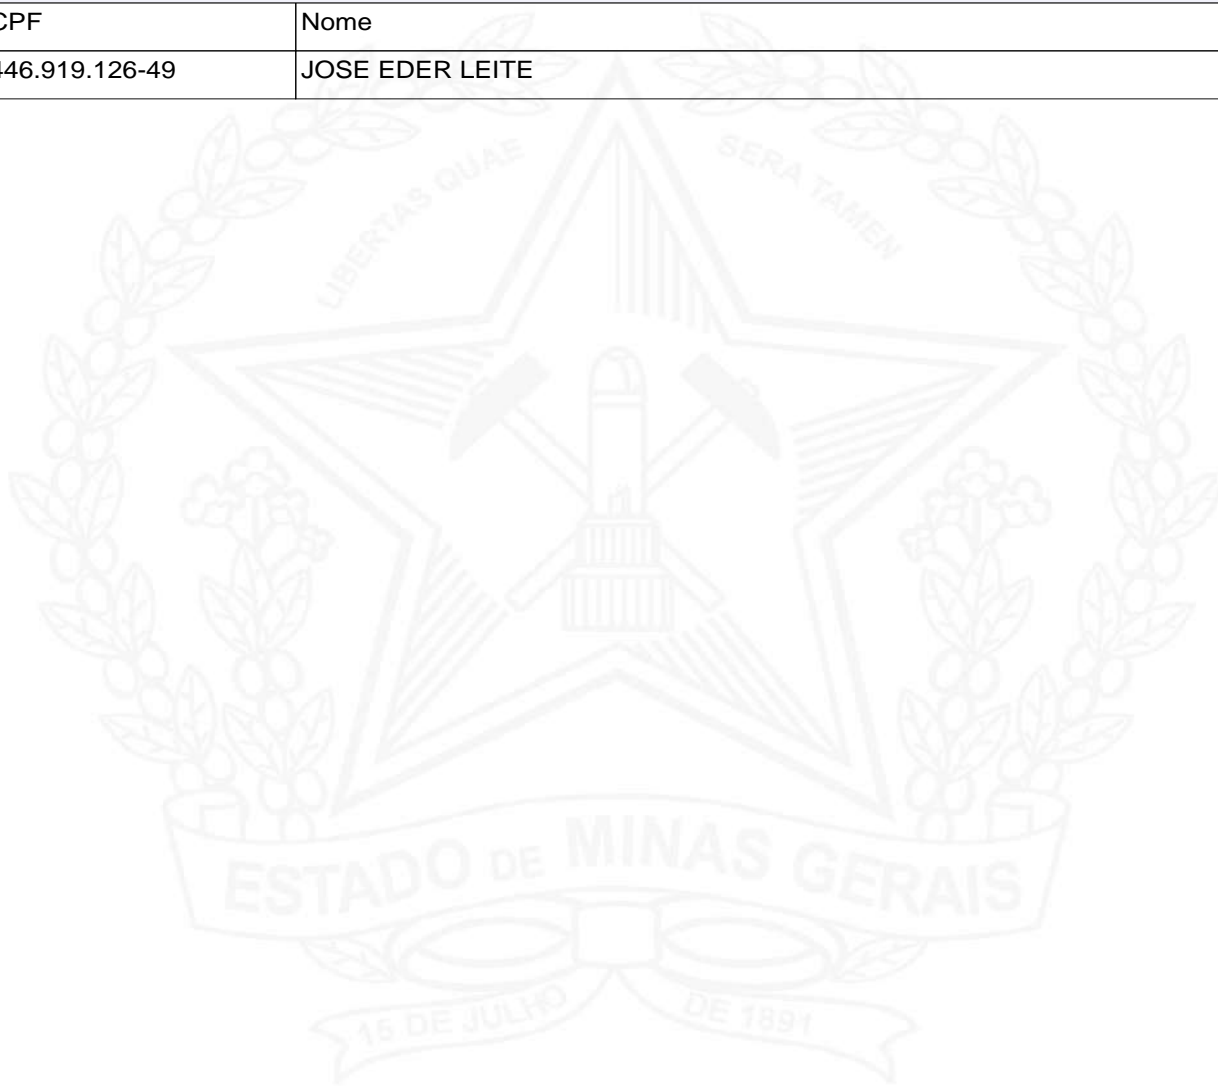 CPF Nome
446.919.126-49 JOSE EDER LEITE
LIBERTAS QUAE SERA TAMEN
ESTADO DE MINAS GERAIS
15 DE JULHO DE 1891